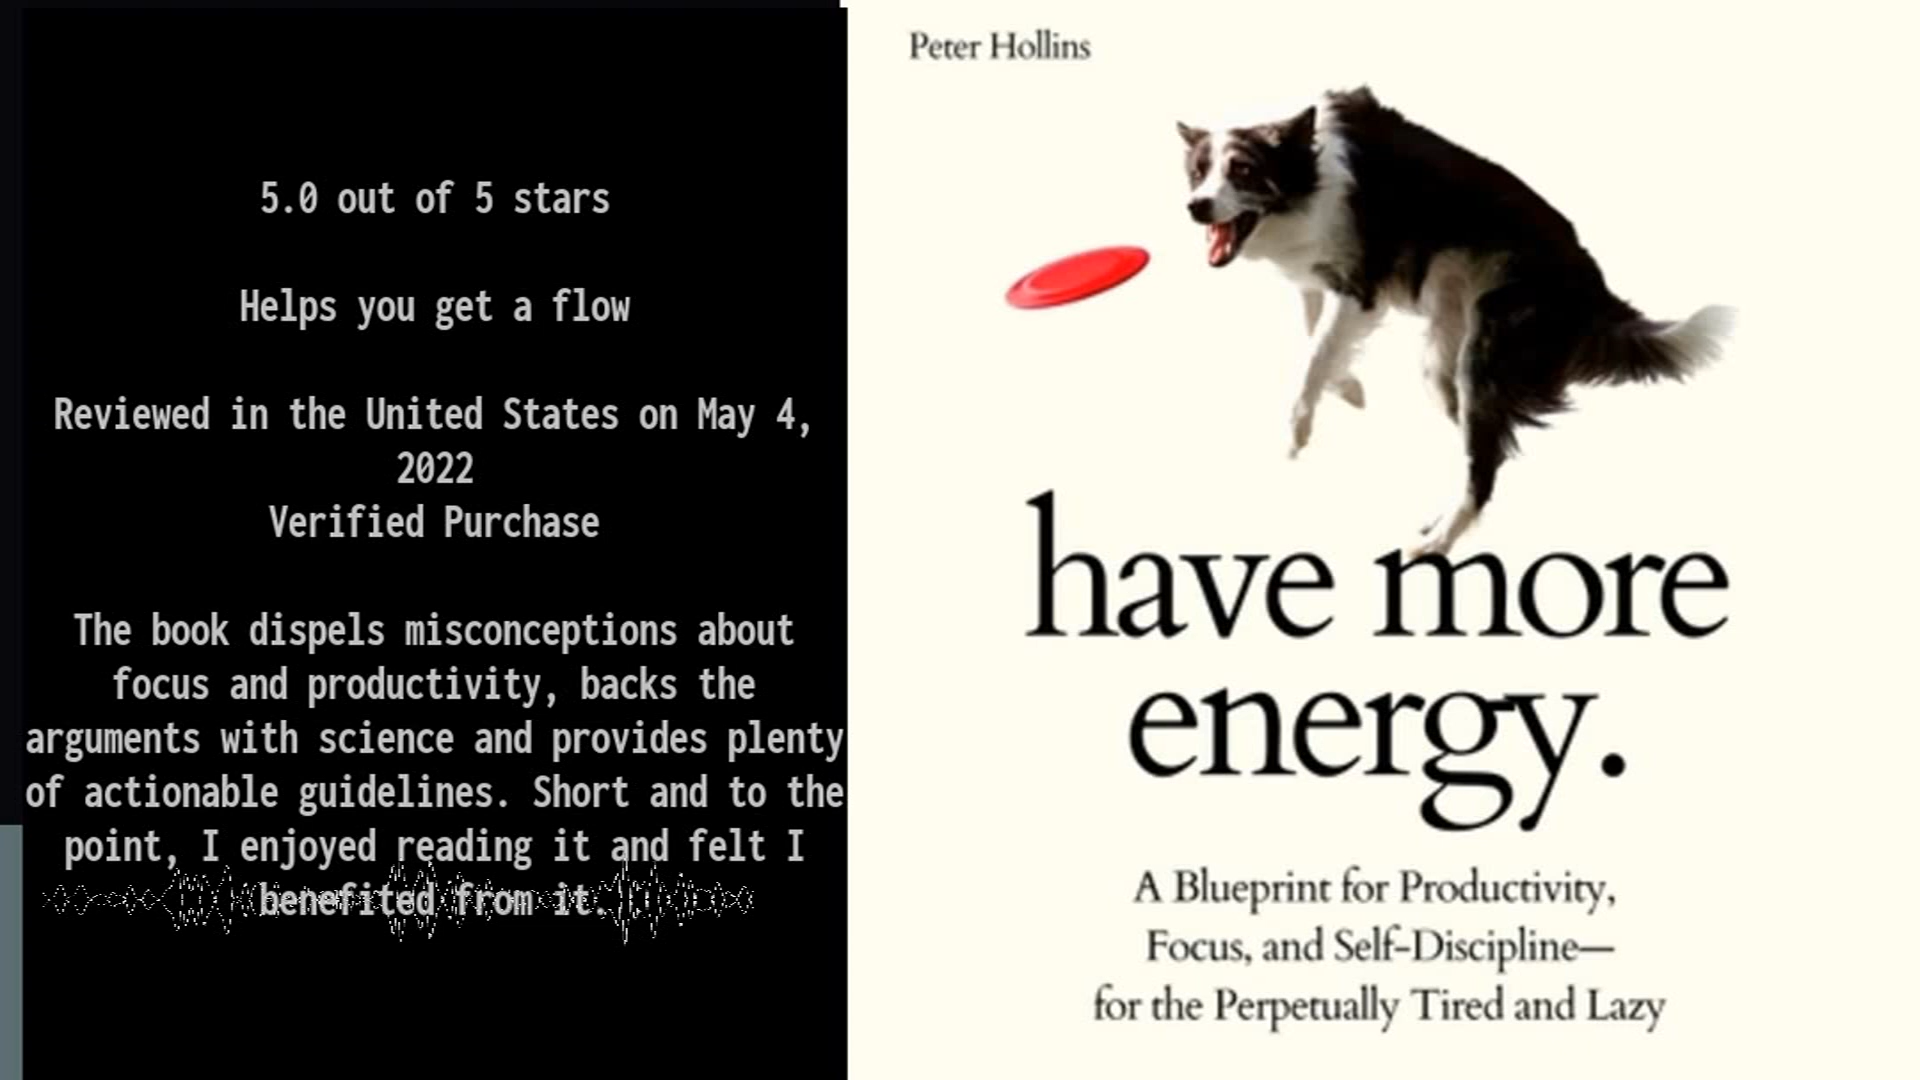 5.0 out of 5 stars
Helps you get a flow
Reviewed in the United States on May 4,
2022
Verified Purchase
The book dispels misconceptions about
focus and productivity, backs the
arguments with science and provides plenty
of actionable guidelines. Short and to the
point, I enjoyed reading it and felt I
benefited from it.
Peter Hollins
have more
energy.
A Blueprint for Productivity,
Focus, and Self-Discipline—
for the Perpetually Tired and Lazy